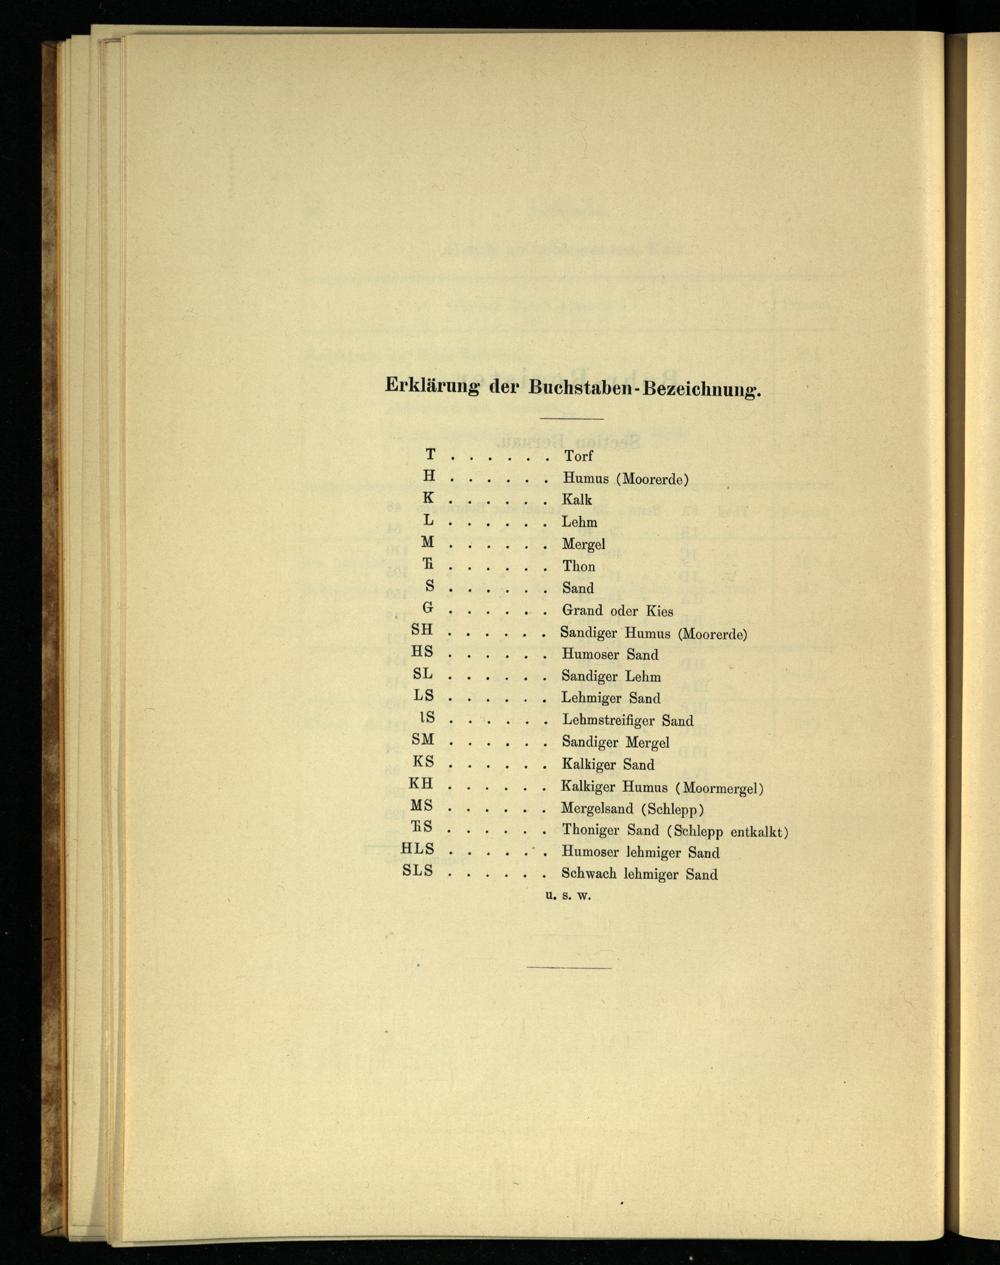 Erklärung der Buchstaben-Bezeichnung.
T . . . . . . Torf
H . . . . . . Humus (Moorerde)
K . . . . . . Kalk
L . . . . . . Lehm
M . . . . . . Mergel
Th . . . . . . Thon
S . . . . . . Sand
G . . . . . . Grand oder Kies
SH . . . . . . Sandiger Humus (Moorerde)
HS . . . . . . Humoser Sand
SL . . . . . . Sandiger Lehm
LS . . . . . . Lehmiger Sand
lS . . . . . . Lehmstreifiger Sand
SM . . . . . . Sandiger Mergel
KS . . . . . . Kalkiger Sand
KH . . . . . . Kalkiger Humus (Moormergel)
MS . . . . . . Mergelsand (Schlepp)
ThS . . . . . . Thoniger Sand (Schlepp entkalkt)
HLS . . . . . . Humoser lehmiger Sand
SLS . . . . . . Schwach lehmiger Sand
u. s. w.